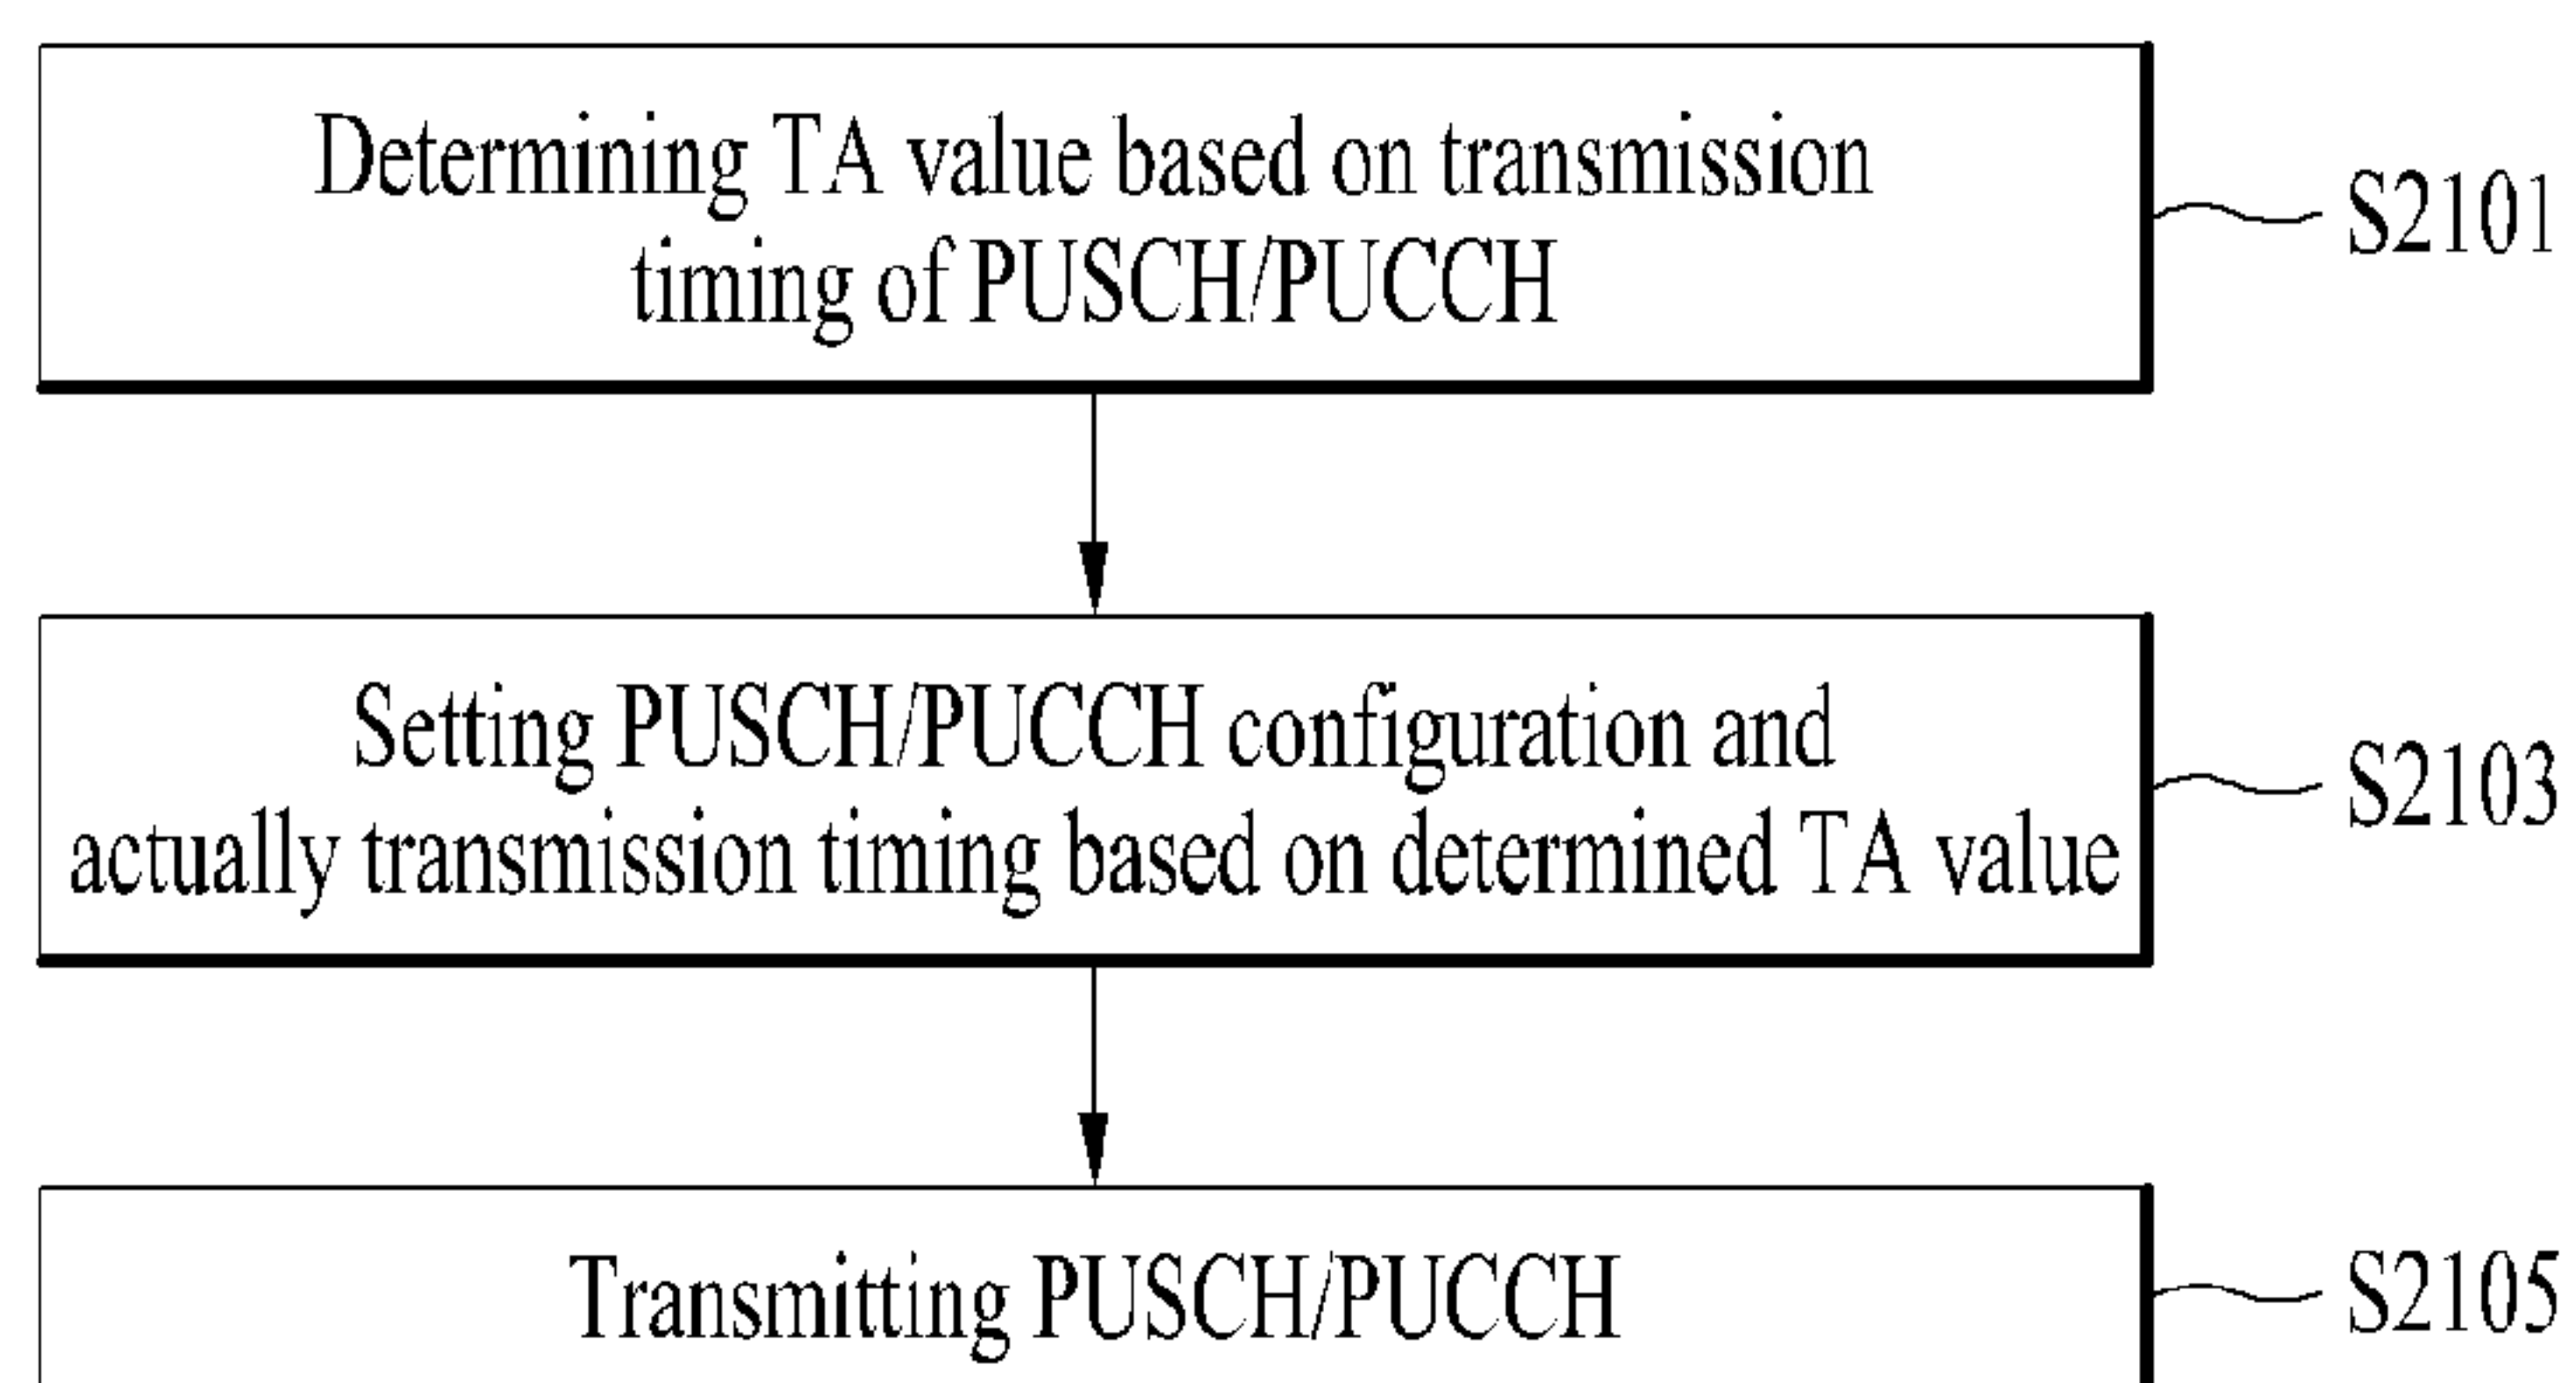 Determining TA value based on transmission
timing of PUSCH/PUCCH
S2101
Setting PUSCH/PUCCH configuration and
actually transmission timing based on determined TA value
S2103
Transmitting PUSCH/PUCCH
S2105